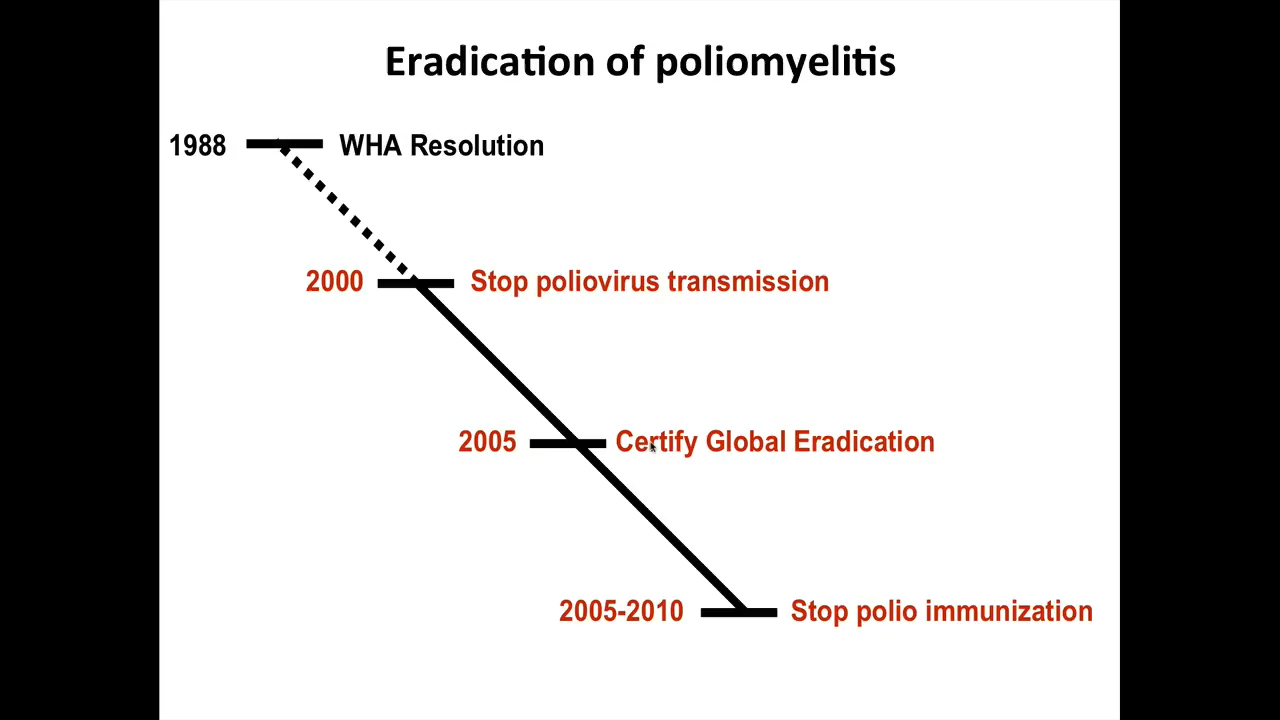 Eradication of poliomyelitis
1988 WHA Resolution
2000 Stop poliovirus transmission
2005 Certify Global Eradication
2005-2010 Stop polio immunization